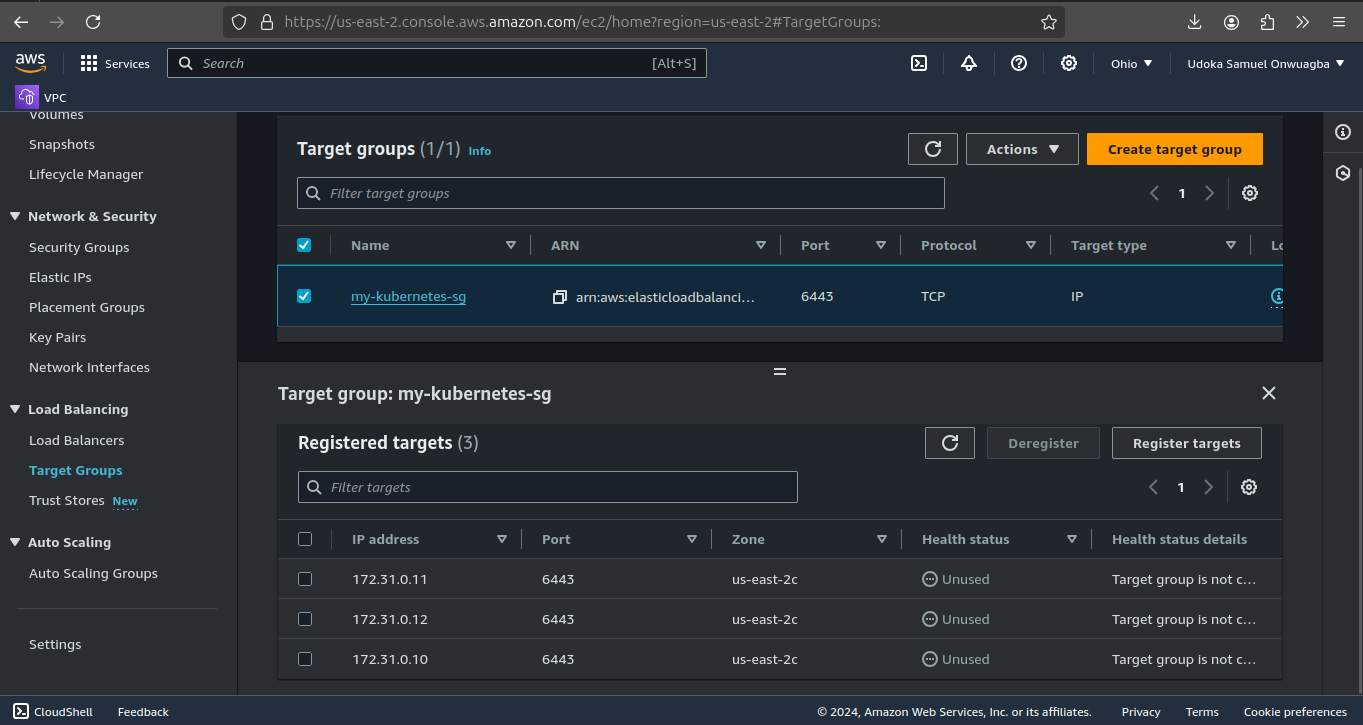 https://us-east-2.console.aws.amazon.com/ec2/home?region=us-east-2#TargetGroups:
aws Services Search [Alt+S] Ohio Udoka Samuel Onwuagba
VPC
Volumes
Snapshots
Lifecycle Manager
Network & Security
Security Groups
Elastic IPs
Placement Groups
Key Pairs
Network Interfaces
Load Balancing
Load Balancers
Target Groups
Trust Stores New
Auto Scaling
Auto Scaling Groups
Settings
Target groups (1/1) Info Actions Create target group
Filter target groups 1
Name ARN Port Protocol Target type Lo
my-kubernetes-sg arn:aws:elasticloadbalanci... 6443 TCP IP
Target group: my-kubernetes-sg
Registered targets (3) Deregister Register targets
Filter targets 1
IP address Port Zone Health status Health status details
172.31.0.11 6443 us-east-2c Unused Target group is not c...
172.31.0.12 6443 us-east-2c Unused Target group is not c...
172.31.0.10 6443 us-east-2c Unused Target group is not c...
CloudShell Feedback © 2024, Amazon Web Services, Inc. or its affiliates. Privacy Terms Cookie preferences